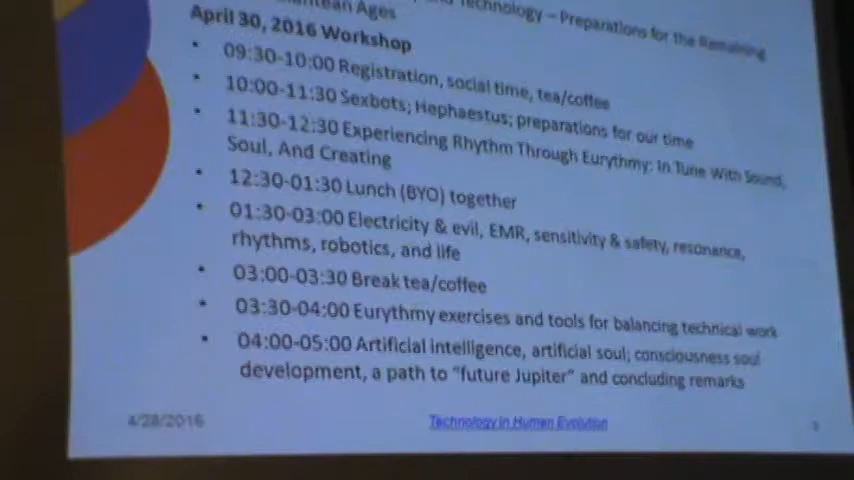 Technology – Preparations for the Remaining
Ages
April 30, 2016 Workshop
• 09:30-10:00 Registration, social time, tea/coffee
• 10:00-11:30 Sexbots; Hephaestus; preparations for our time
• 11:30-12:30 Experiencing Rhythm Through Eurythmy: In Tune With Sound,
Soul, And Creating
• 12:30-01:30 Lunch (BYO) together
• 01:30-03:00 Electricity & evil, EMR, sensitivity & safety, resonance,
rhythms, robotics, and life
• 03:00-03:30 Break tea/coffee
• 03:30-04:00 Eurythmy exercises and tools for balancing technical work
• 04:00-05:00 Artificial intelligence, artificial soul; consciousness soul
development, a path to "future Jupiter" and concluding remarks
4/28/2016 Technology in Human Evolution 3